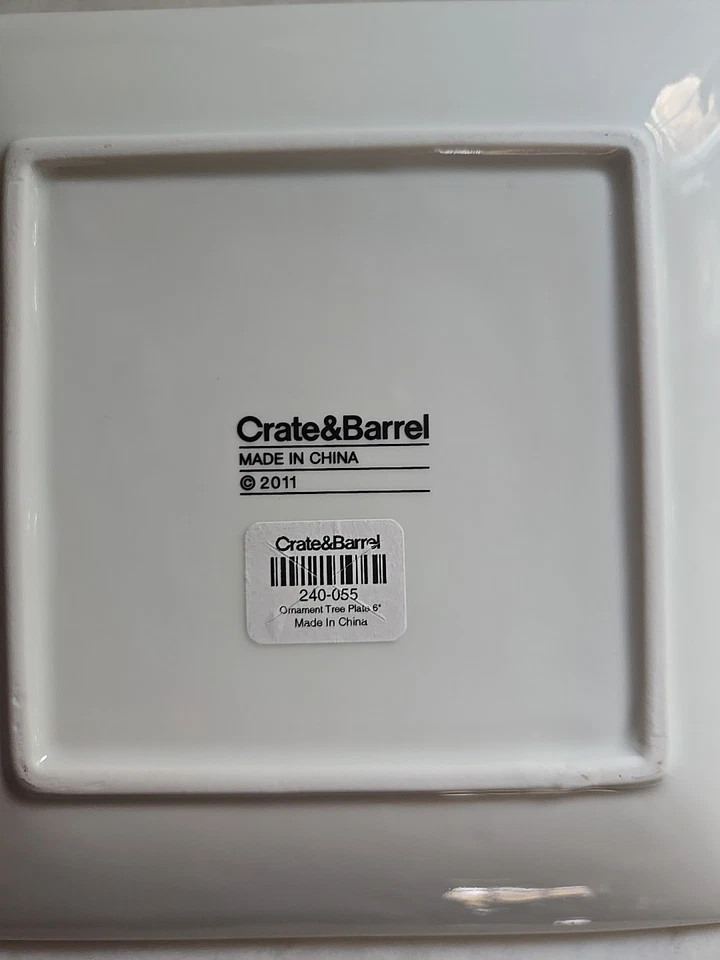 Crate&Barrel
MADE IN CHINA
© 2011
Crate&Barrel
240-055
Ornament Tree Plate 6"
Made In China